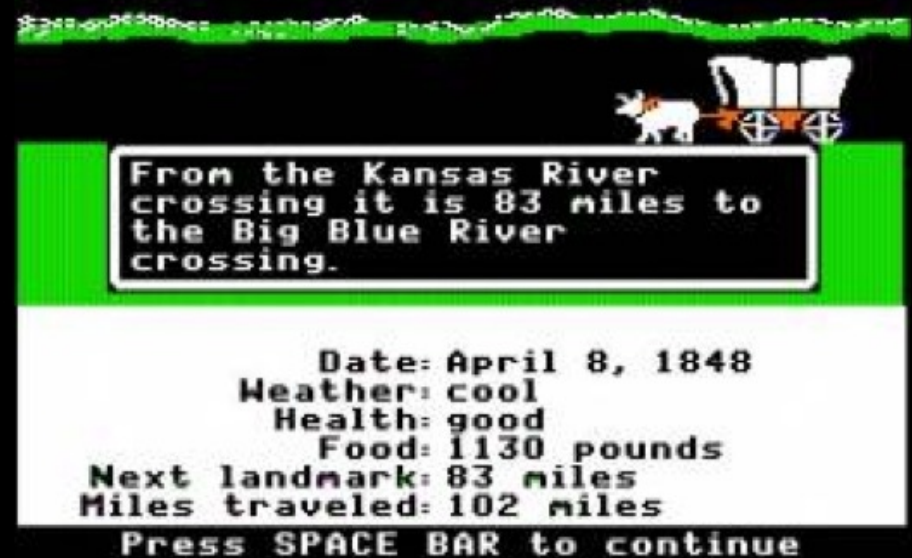 From the Kansas River
crossing it is 83 miles to
the Big Blue River
crossing.
Date: April 8, 1848
Weather: cool
Health: good
Food: 1130 pounds
Next landmark: 83 miles
Miles traveled: 102 miles
Press SPACE BAR to continue